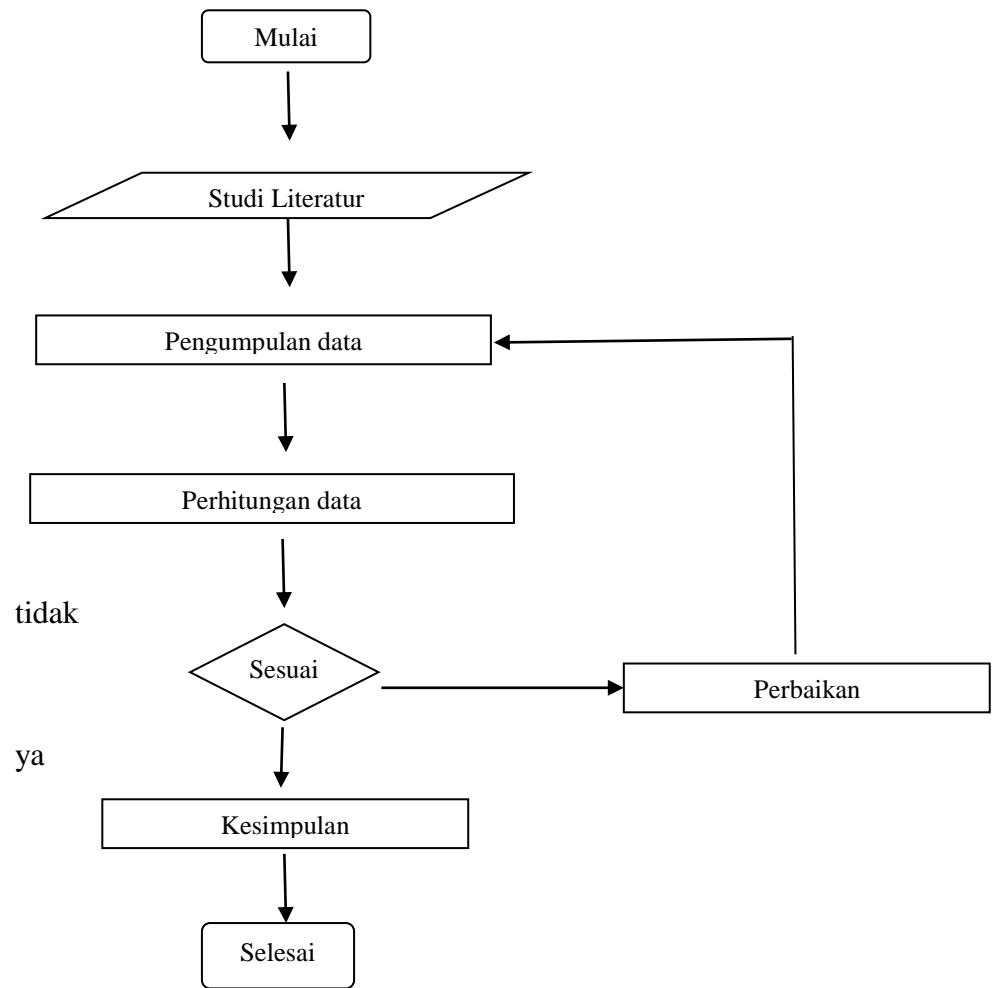 Mulai
Studi Literatur
Pengumpulan data
Perhitungan data
tidak
Sesuai
Perbaikan
ya
Kesimpulan
Selesai